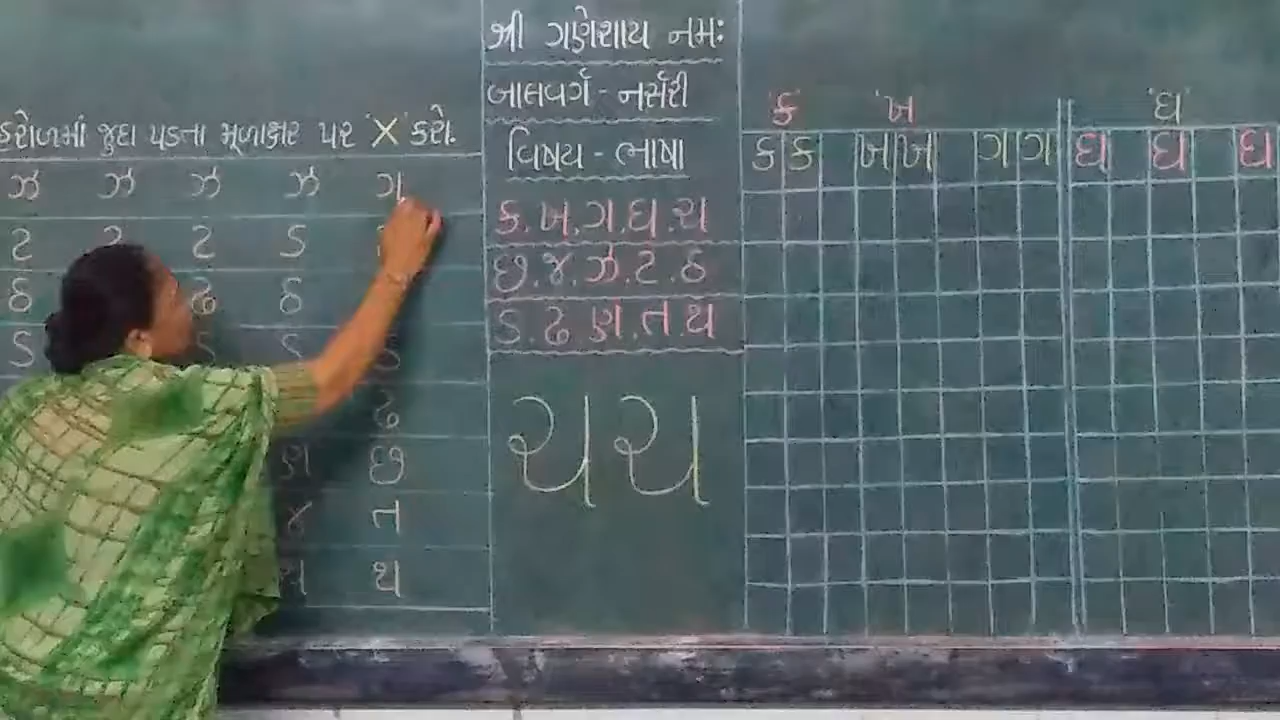 હરોળમાં જુદા પડતા મૂળાક્ષર પર X કરો.
ઝ ઝ ઝ ઝ ગ
ટ ટ ટ ડ
ઠ ઢ ઠ
ડ ડ ડ ડ
ઢ
ણ છ
જ ત
થ
શ્રી ગણેશાય નમઃ
બાલવર્ગ - નર્સરી
વિષય - ભાષા
ક.ખ.ગ.ઘ.ચ
છ.જ.ઝ.ટ.ઠ
ડ.ઢ.ણ.ત.થ
ચ ચ
'ક' 'ખ' 'ઘ'
ક ક ખ ખ ગ ગ ઘ ઘ ઘ